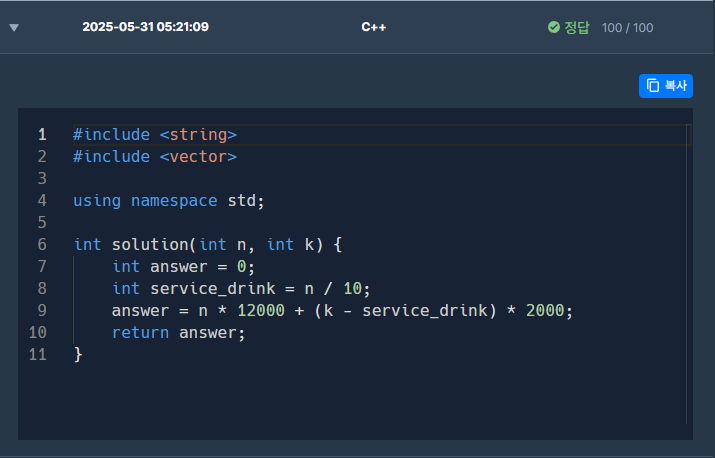 2025-05-31 05:21:09 C++ 정답 100 / 100
복사
1 #include <string>
2 #include <vector>
3
4 using namespace std;
5
6 int solution(int n, int k) {
7     int answer = 0;
8     int service_drink = n / 10;
9     answer = n * 12000 + (k - service_drink) * 2000;
10     return answer;
11 }